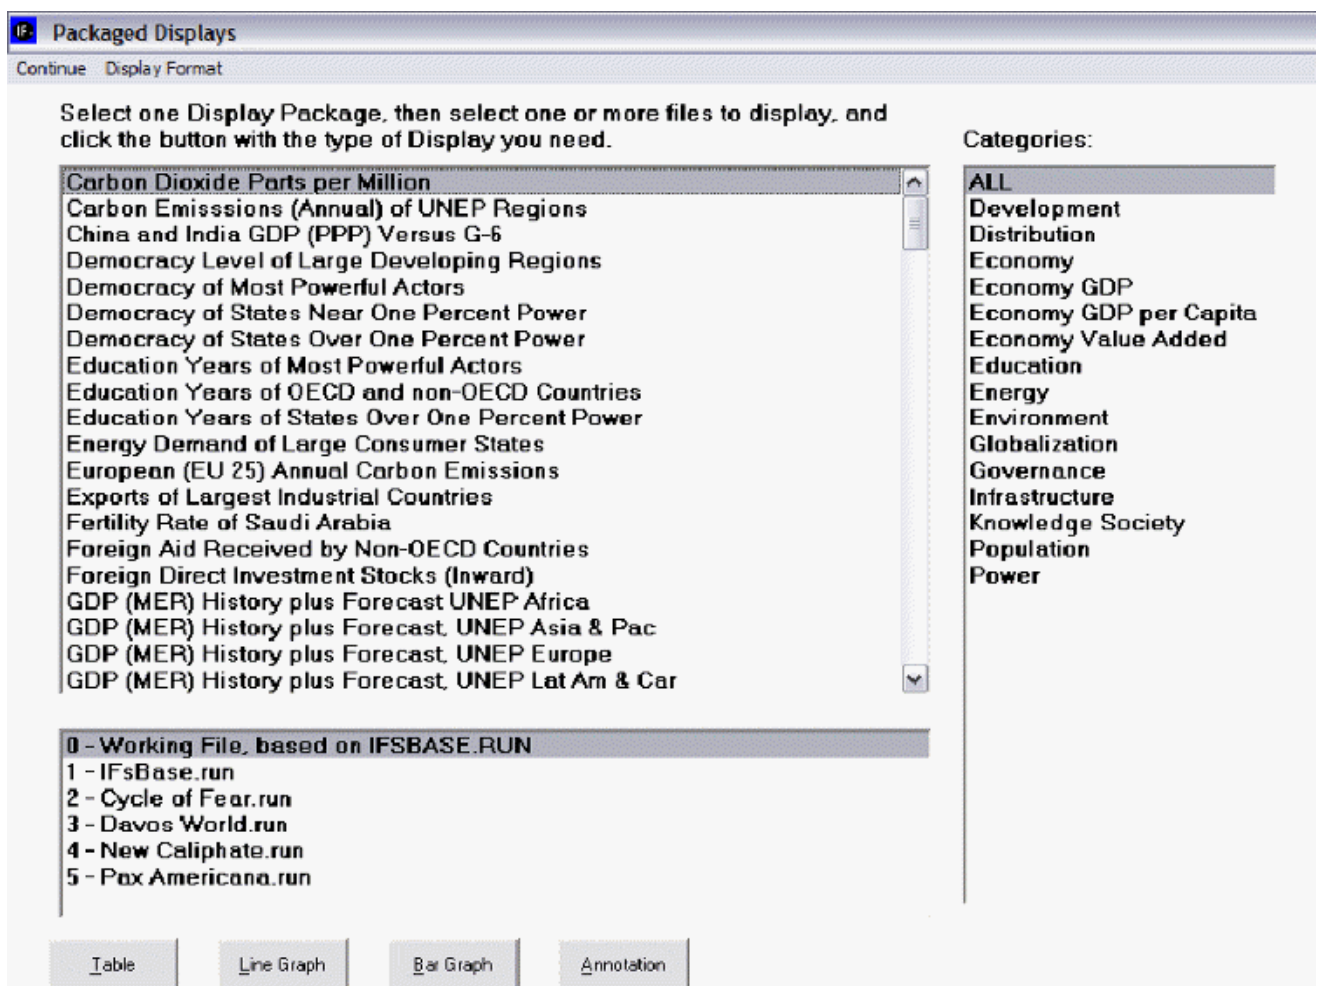 IFs Packaged Displays
Continue Display Format
Select one Display Package, then select one or more files to display, and
click the button with the type of Display you need.
Carbon Dioxide Parts per Million
Carbon Emisssions (Annual) of UNEP Regions
China and India GDP (PPP) Versus G-6
Democracy Level of Large Developing Regions
Democracy of Most Powerful Actors
Democracy of States Near One Percent Power
Democracy of States Over One Percent Power
Education Years of Most Powerful Actors
Education Years of OECD and non-OECD Countries
Education Years of States Over One Percent Power
Energy Demand of Large Consumer States
European (EU 25) Annual Carbon Emissions
Exports of Largest Industrial Countries
Fertility Rate of Saudi Arabia
Foreign Aid Received by Non-OECD Countries
Foreign Direct Investment Stocks (Inward)
GDP (MER) History plus Forecast UNEP Africa
GDP (MER) History plus Forecast, UNEP Asia & Pac
GDP (MER) History plus Forecast, UNEP Europe
GDP (MER) History plus Forecast, UNEP Lat Am & Car
Categories:
ALL
Development
Distribution
Economy
Economy GDP
Economy GDP per Capita
Economy Value Added
Education
Energy
Environment
Globalization
Governance
Infrastructure
Knowledge Society
Population
Power
0 - Working File, based on IFSBASE.RUN
1 - IFsBase.run
2 - Cycle of Fear.run
3 - Davos World.run
4 - New Caliphate.run
5 - Pax Americana.run
Table Line Graph Bar Graph Annotation